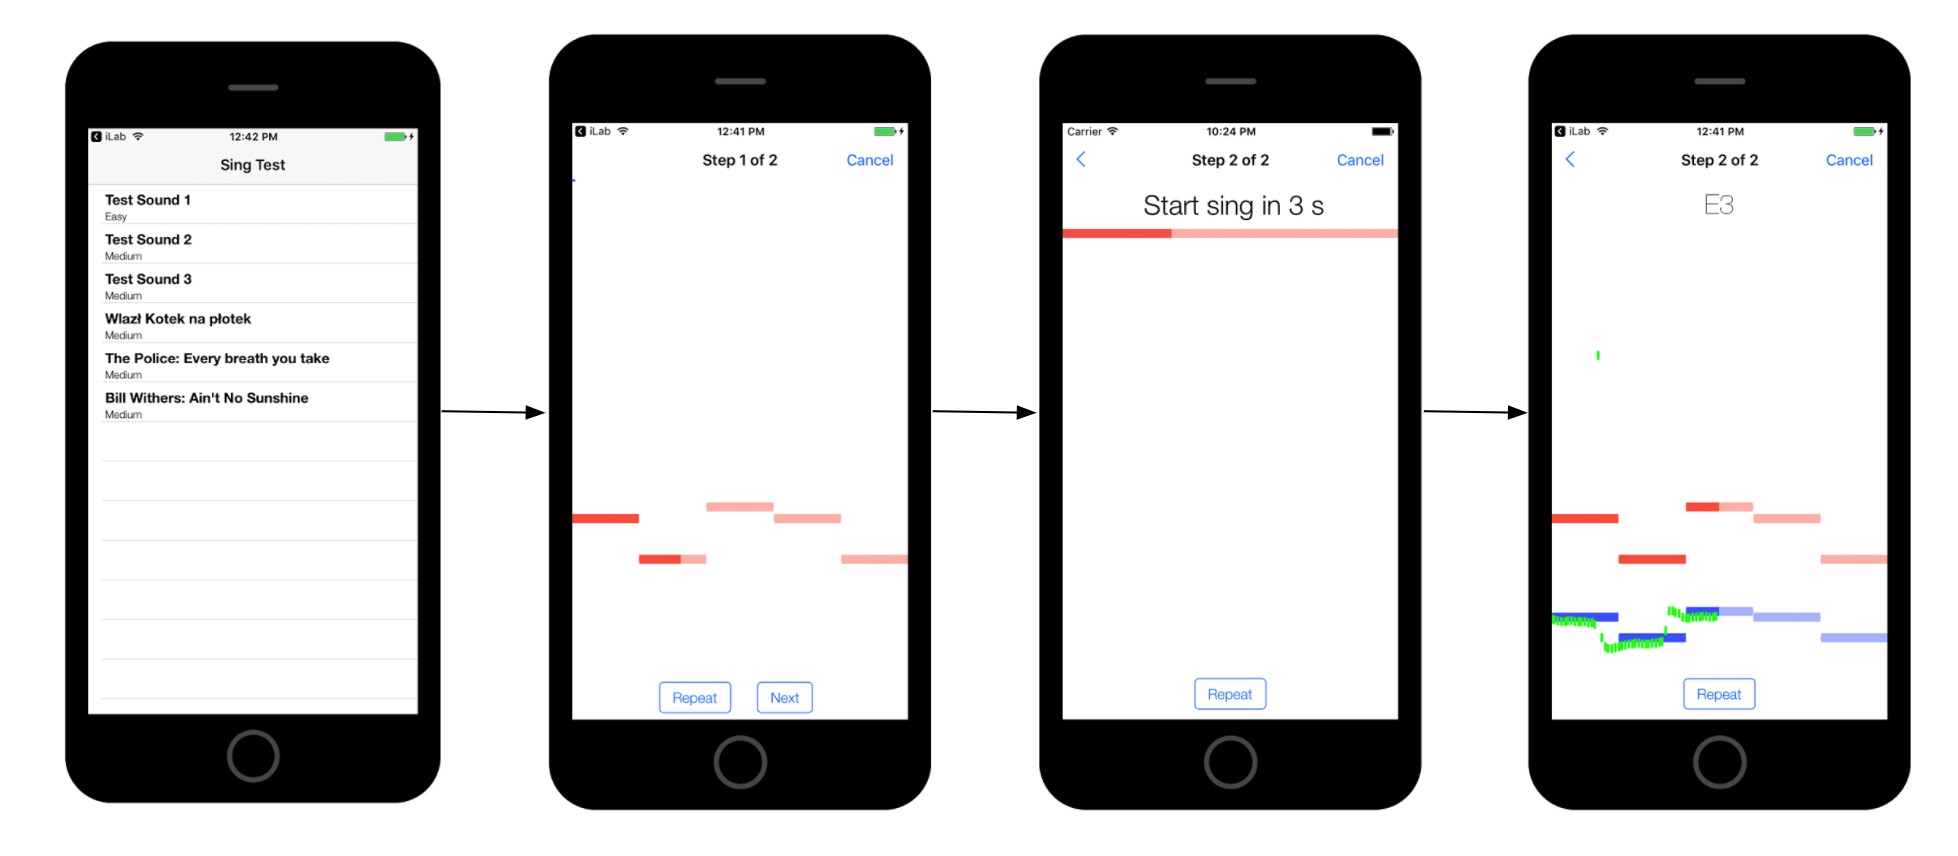 iLab 12:42 PM
Sing Test
Test Sound 1
Easy
Test Sound 2
Medium
Test Sound 3
Medium
Wlazł Kotek na płotek
Medium
The Police: Every breath you take
Medium
Bill Withers: Ain't No Sunshine
Medium
iLab 12:41 PM
Step 1 of 2 Cancel
Repeat Next
Carrier 10:24 PM
Step 2 of 2 Cancel
Start sing in 3 s
Repeat
iLab 12:41 PM
Step 2 of 2 Cancel
E3
Repeat